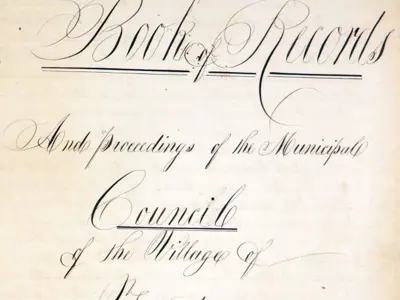 Book of Records
And proceedings of the Municipal
Council
of the Village of